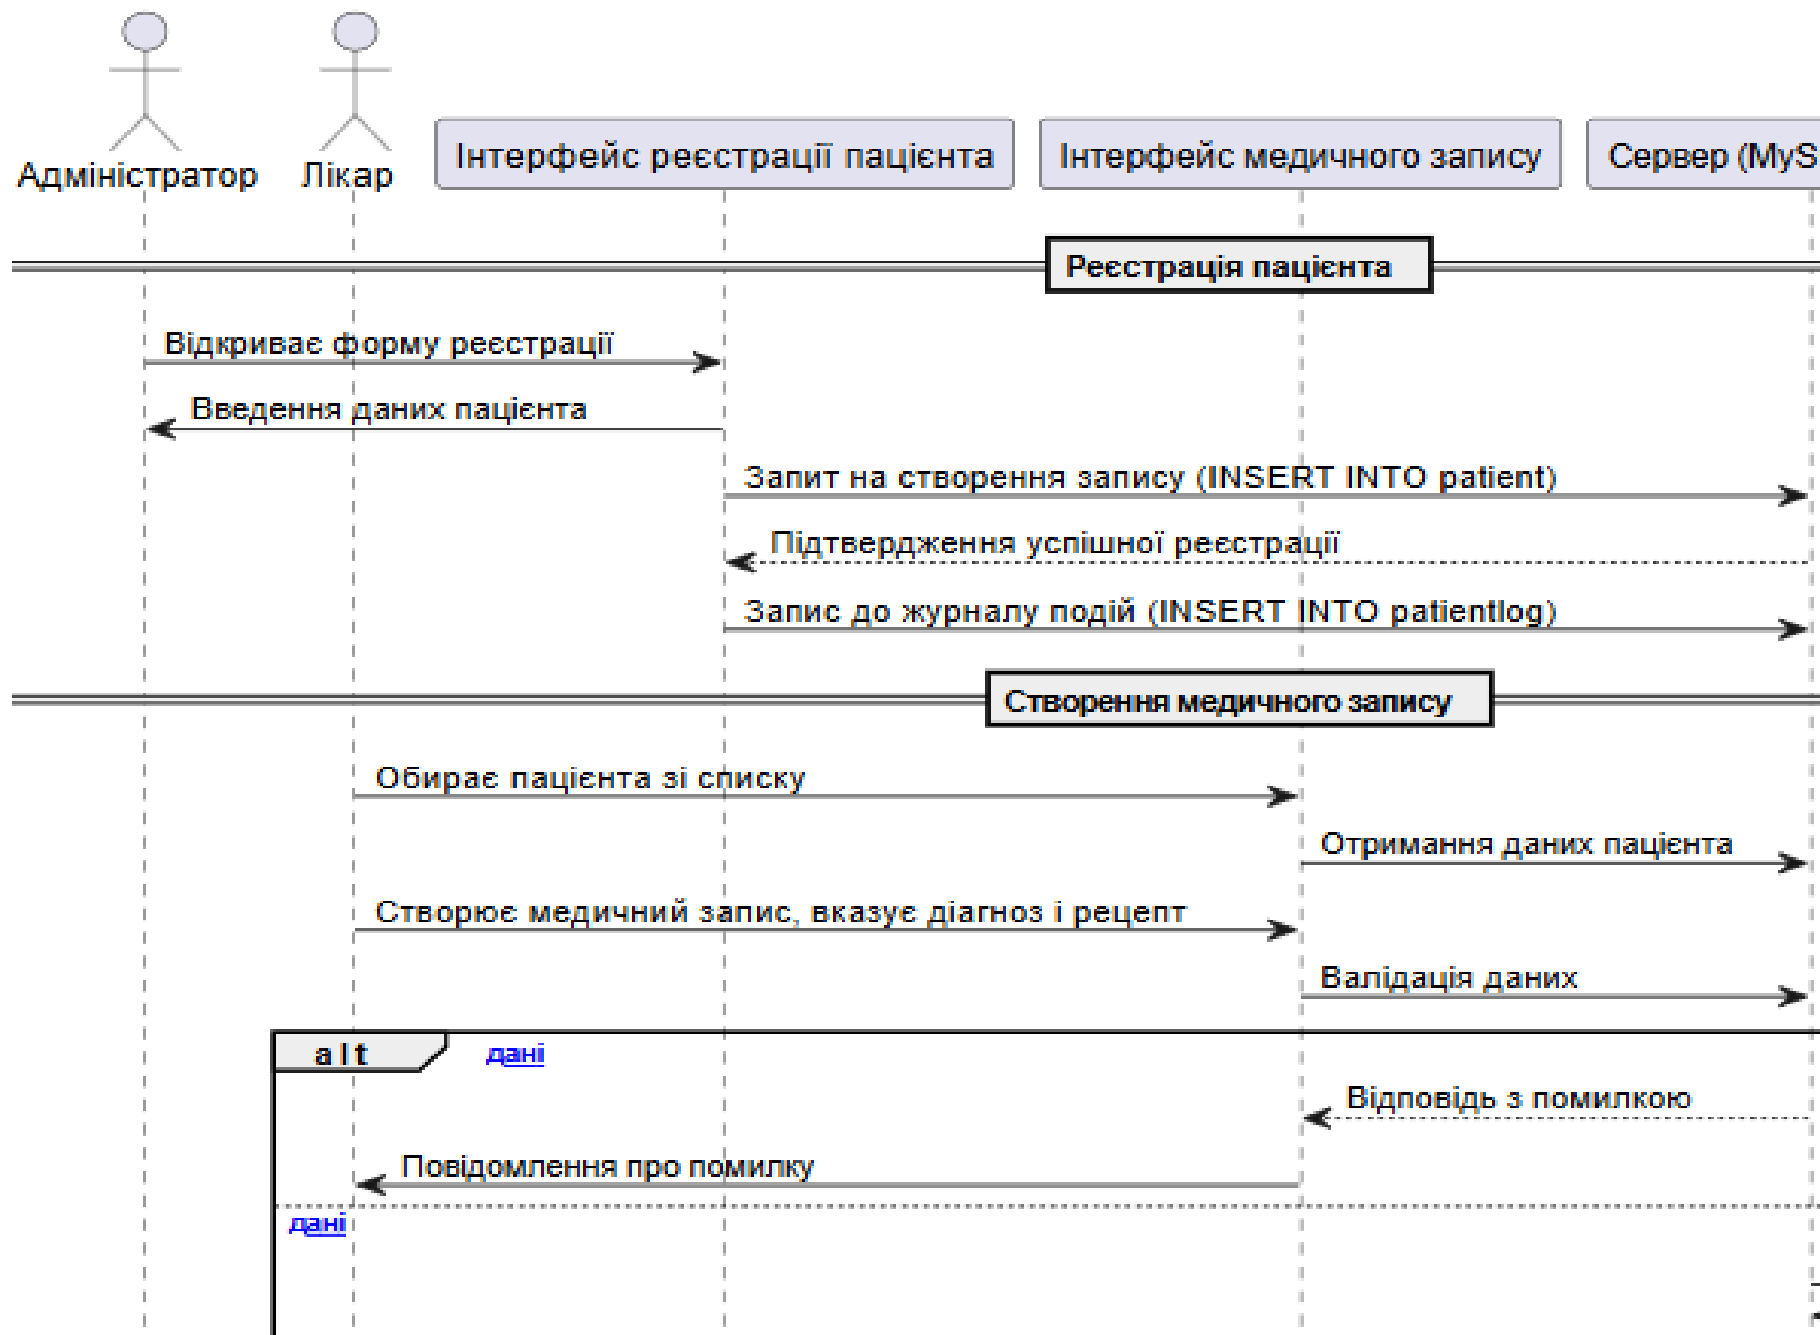 Адміністратор
Лікар
Інтерфейс реєстрації пацієнта
Інтерфейс медичного запису
Сервер (MyS
Реєстрація пацієнта
Відкриває форму реєстрації
Введення даних пацієнта
Запит на створення запису (INSERT INTO patient)
Підтвердження успішної реєстрації
Запис до журналу подій (INSERT INTO patientlog)
Створення медичного запису
Обирає пацієнта зі списку
Отримання даних пацієнта
Створює медичний запис, вказує діагноз і рецепт
Валідація даних
alt
дані
Відповідь з помилкою
Повідомлення про помилку
дані